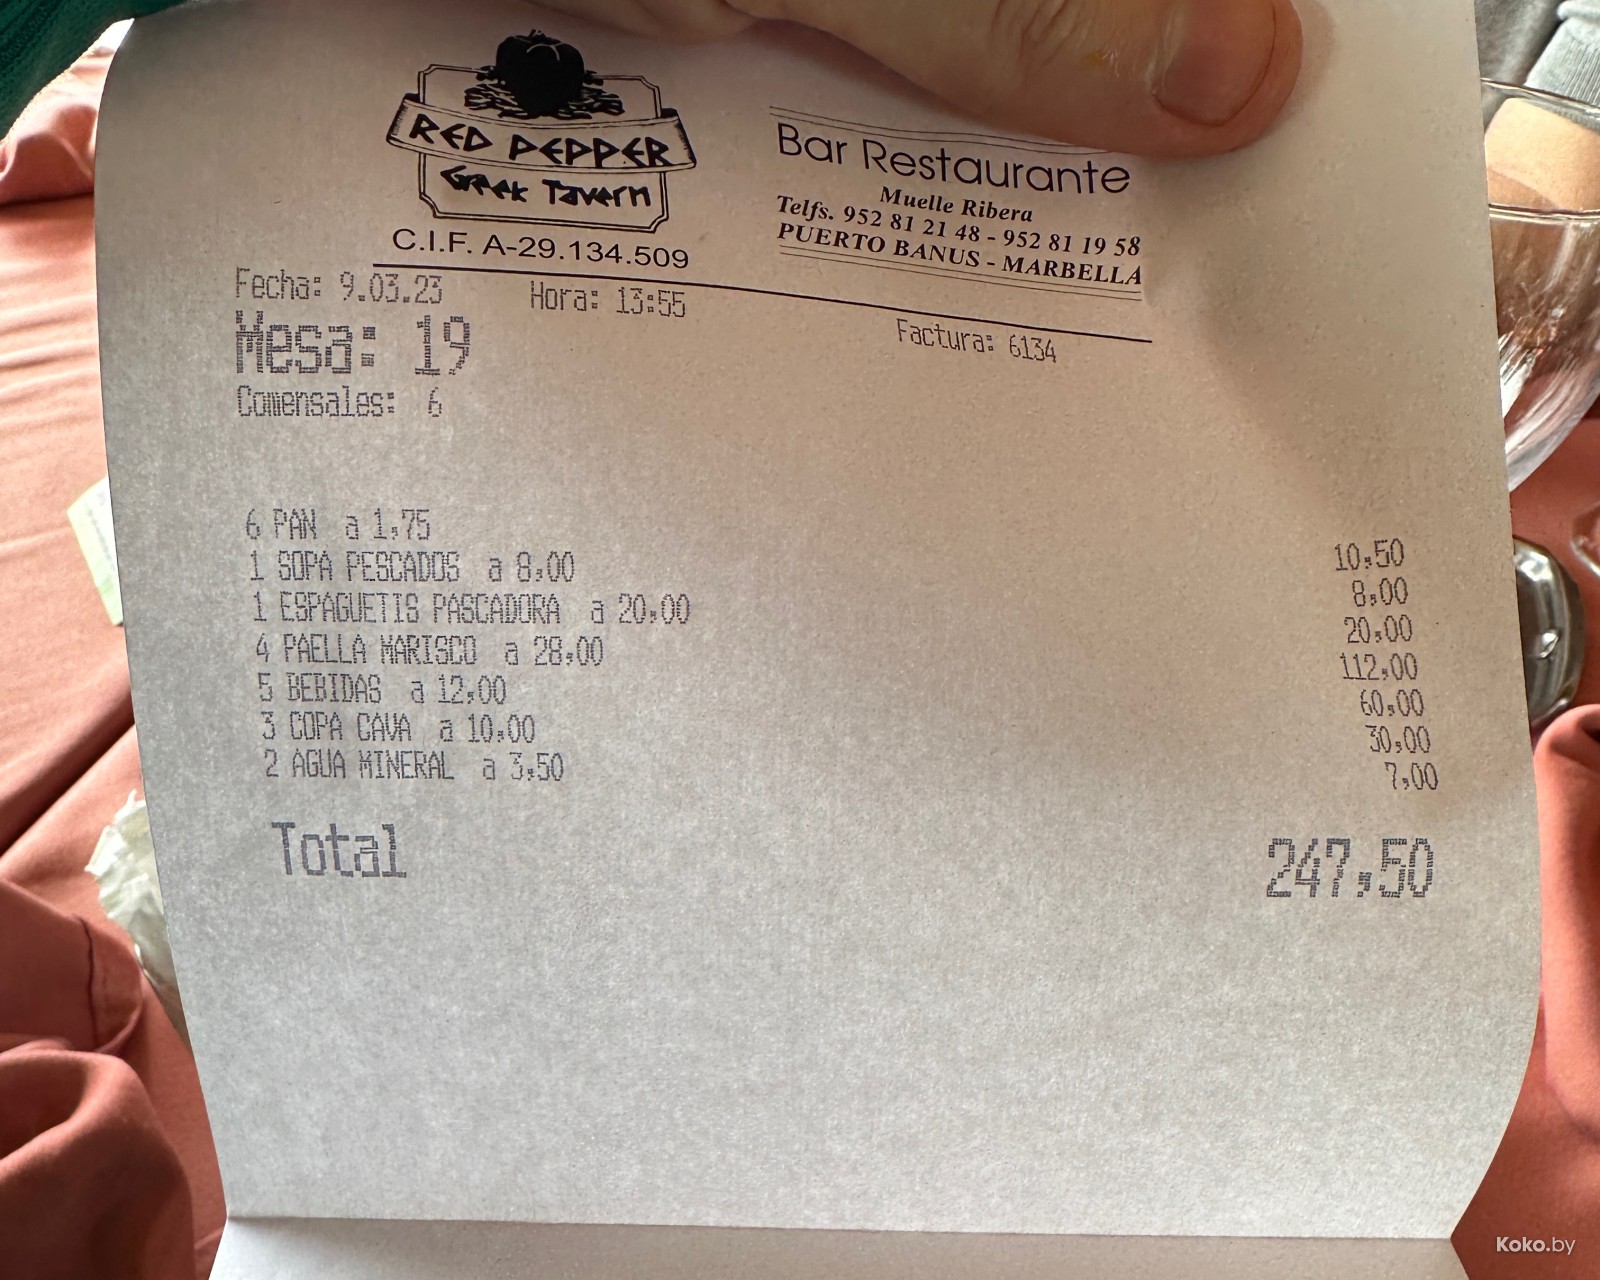 RED PEPPER
Greek Tavern
C.I.F. A-29.134.509
Bar Restaurante
Muelle Ribera
Telfs. 952 81 21 48 - 952 81 19 58
PUERTO BANUS - MARBELLA
Fecha: 9.03.23 Hora: 13:55 Factura: 6134
Mesa: 19
Comensales: 6
6 PAN a 1,75 10,50
1 SOPA PESCADOS a 8,00 8,00
1 ESPAGUETIS PASCADORA a 20,00 20,00
4 PAELLA MARISCO a 28,00 112,00
5 BEBIDAS a 12,00 60,00
3 COPA CAVA a 10,00 30,00
2 AGUA MINERAL a 3,50 7,00
Total 247,50
Koko.by